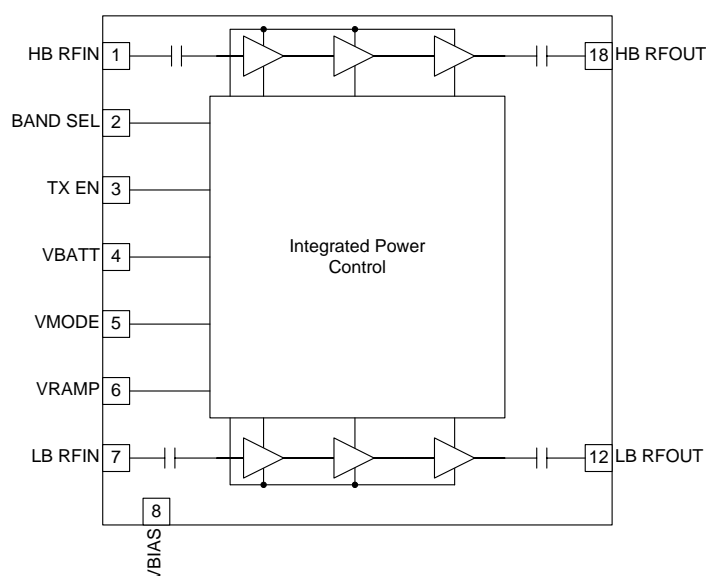 HB RFIN 1
18 HB RFOUT
BAND SEL 2
TX EN 3
VBATT 4
Integrated Power
Control
VMODE 5
VRAMP 6
LB RFIN 7
12 LB RFOUT
8
VBIAS